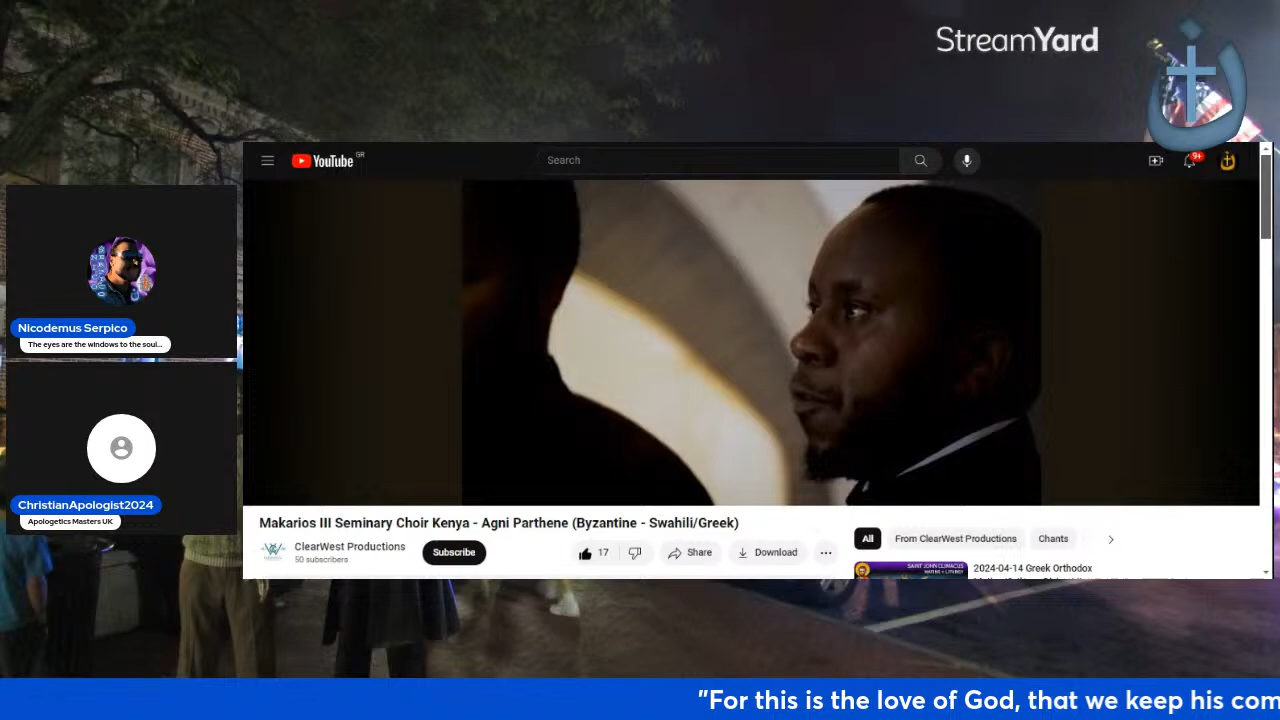 StreamYard
ن
YouTube GR
Search
9+
Nicodemus Serpico
The eyes are the windows to the soul...
ChristianApologist2024
Apologetics Masters UK
Makarios III Seminary Choir Kenya - Agni Parthene (Byzantine - Swahili/Greek)
ClearWest Productions
50 subscribers
Subscribe
17
Share
Download
All
From ClearWest Productions
Chants
SAINT JOHN CLIMACUS
2024-04-14 Greek Orthodox
"For this is the love of God, that we keep his com